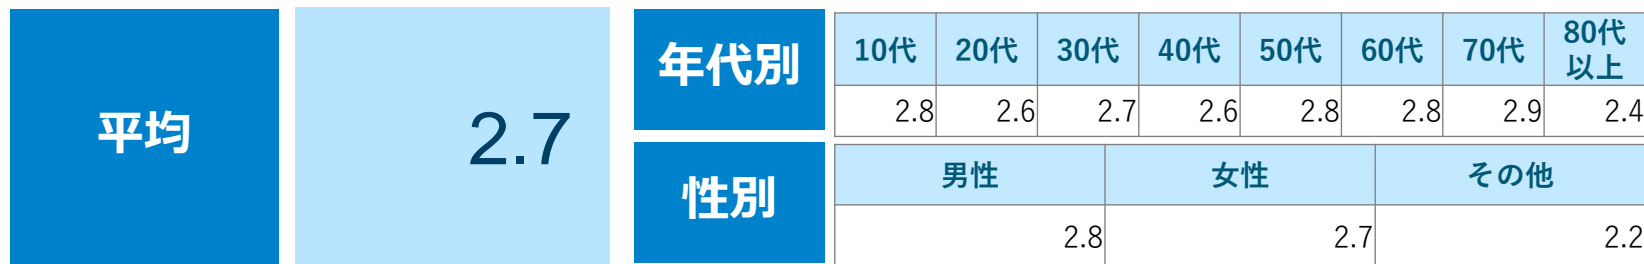 平均
2.7
年代別
10代 20代 30代 40代 50代 60代 70代 80代以上
2.8 2.6 2.7 2.6 2.8 2.8 2.9 2.4
性別
男性 女性 その他
2.8 2.7 2.2